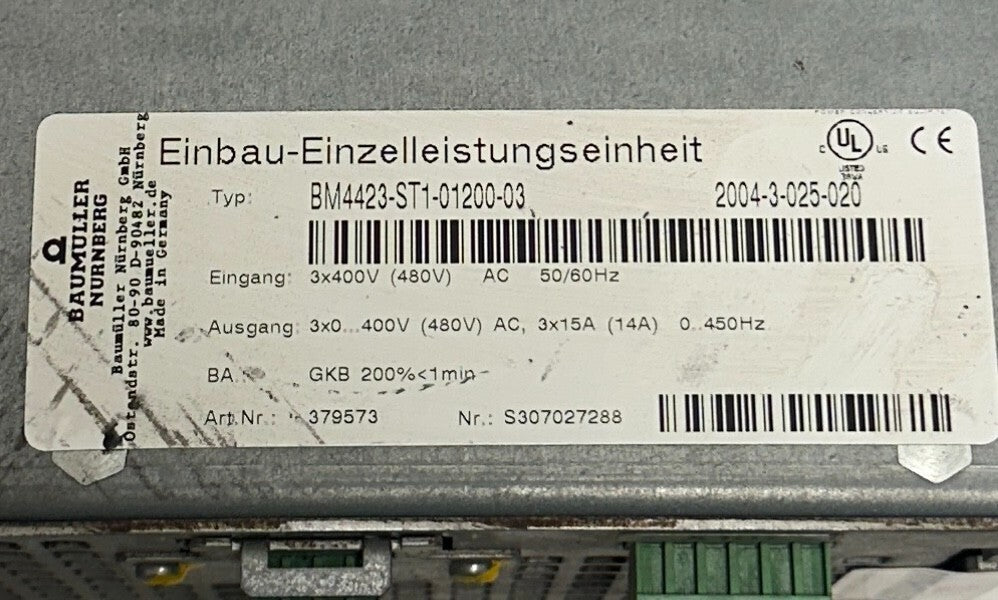 BAUMÜLLER
NÜRNBERG
Baumüller Nürnberg GmbH
Ostendstr. 80-90 D-90482 Nürnberg
www.baumueller.de
Made in Germany
Einbau-Einzelleistungseinheit
C UL US
LISTED
CE
Typ: BM4423-ST1-01200-03 2004-3-025-020
Eingang: 3x400V (480V) AC 50/60Hz
Ausgang: 3x0...400V (480V) AC, 3x15A (14A) 0..450Hz
BA GKB 200%<1min
Art.Nr.: 379573 Nr.: S307027288